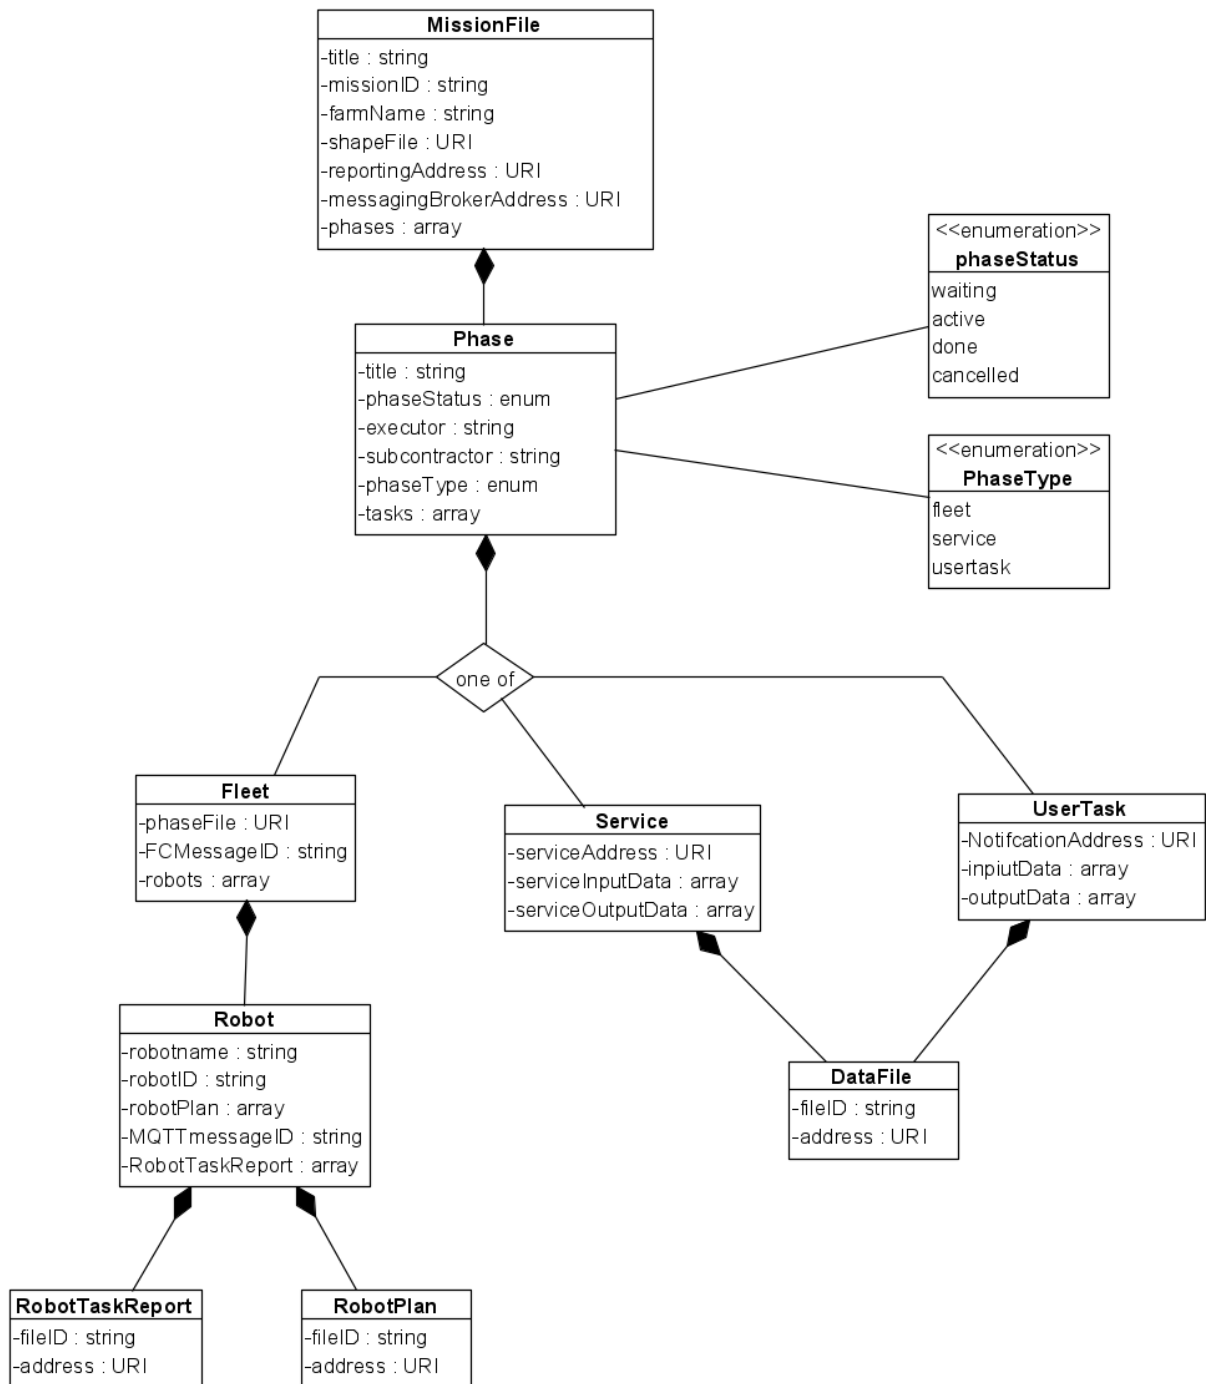 MissionFile
-title : string
-missionID : string
-farmName : string
-shapeFile : URI
-reportingAddress : URI
-messagingBrokerAddress : URI
-phases : array
<<enumeration>>
phaseStatus
waiting
active
done
cancelled
Phase
-title : string
-phaseStatus : enum
-executor : string
-subcontractor : string
-phaseType : enum
-tasks : array
<<enumeration>>
PhaseType
fleet
service
usertask
one of
Fleet
-phaseFile : URI
-FCMessageID : string
-robots : array
Service
-serviceAddress : URI
-serviceInputData : array
-serviceOutputData : array
UserTask
-NotifcationAddress : URI
-inpiutData : array
-outputData : array
Robot
-robotname : string
-robotID : string
-robotPlan : array
-MQTTmessageID : string
-RobotTaskReport : array
DataFile
-fileID : string
-address : URI
RobotTaskReport
-fileID : string
-address : URI
RobotPlan
-fileID : string
-address : URI